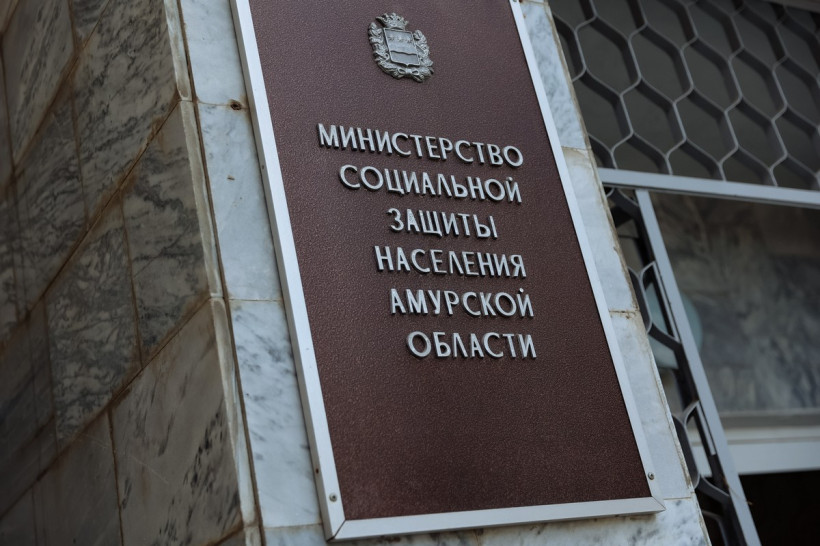 МИНИСТЕРСТВО
СОЦИАЛЬНОЙ
ЗАЩИТЫ
НАСЕЛЕНИЯ
АМУРСКОЙ
ОБЛАСТИ